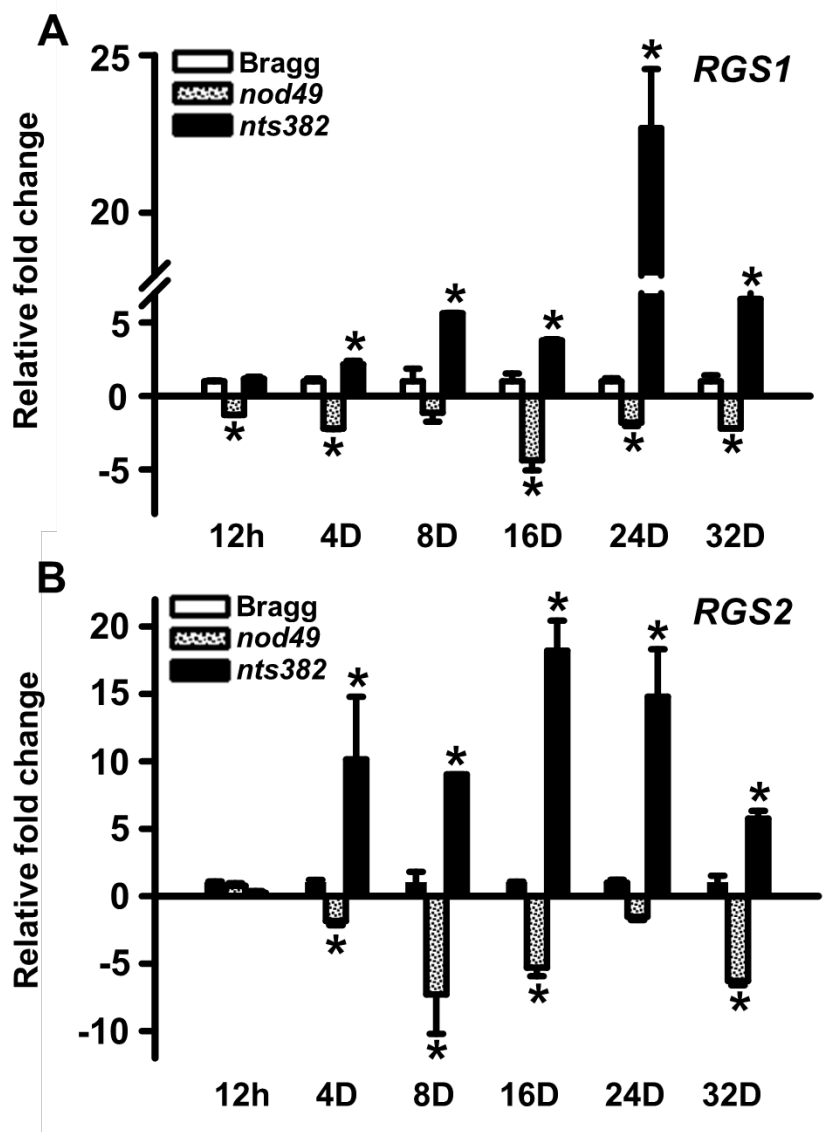 A
RGS1
Bragg
nod49
nts382
Relative fold change
25
20
5
0
-5
*
*
*
*
*
*
*
*
*
*
12h 4D 8D 16D 24D 32D
B
RGS2
Bragg
nod49
nts382
Relative fold change
20
15
10
5
0
-5
-10
*
*
*
*
*
*
*
*
*
12h 4D 8D 16D 24D 32D